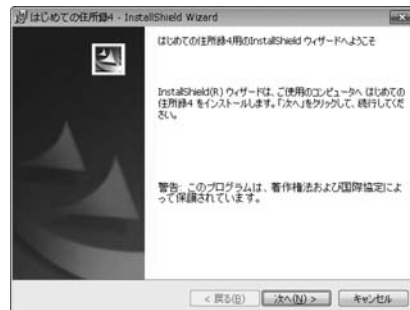 はじめての住所録4 - InstallShield Wizard
はじめての住所録4用のInstallShield ウィザードへようこそ
InstallShield(R) ウィザードは、ご使用のコンピュータへ はじめての
住所録4 をインストールします。「次へ」をクリックして、続行してくだ
さい。
警告: このプログラムは、著作権法および国際協定によ
って保護されています。
< 戻る(B)
次へ(N) >
キャンセル